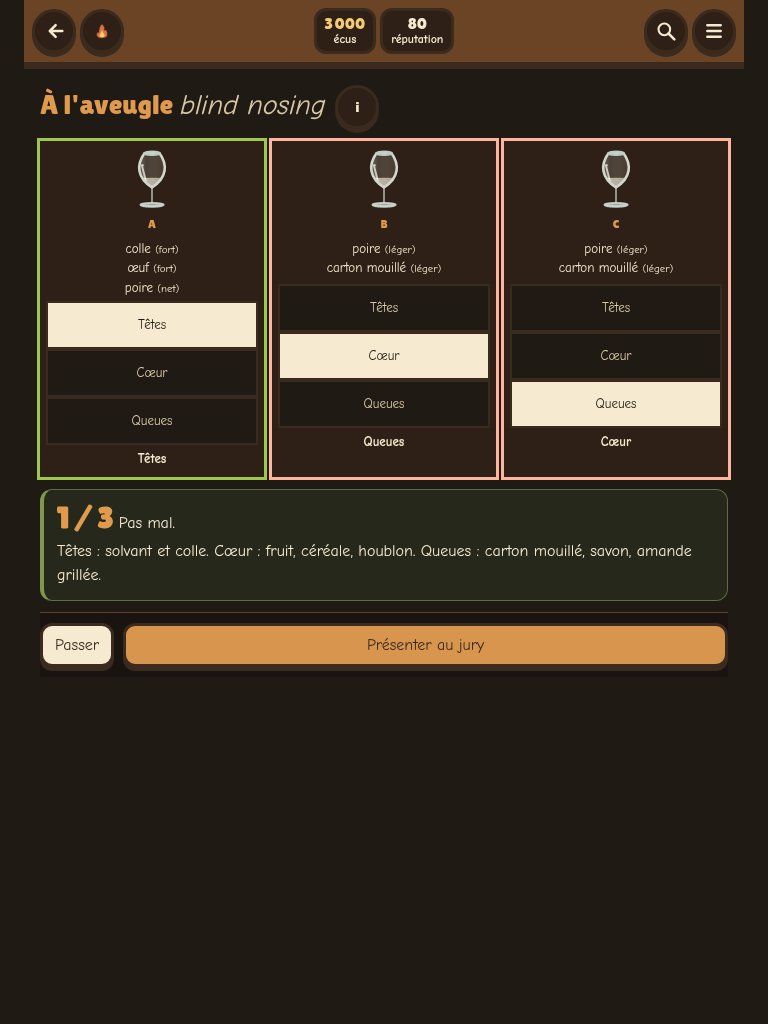 3 000
écus
80
réputation
À l'aveugle blind nosing
i
A
colle (fort)
œuf (fort)
poire (net)
Têtes
Cœur
Queues
Têtes
B
poire (léger)
carton mouillé (léger)
Têtes
Cœur
Queues
Queues
C
poire (léger)
carton mouillé (léger)
Têtes
Cœur
Queues
Cœur
1 / 3 Pas mal.
Têtes : solvant et colle. Cœur : fruit, céréale, houblon. Queues : carton mouillé, savon, amande
grillée.
Passer
Présenter au jury